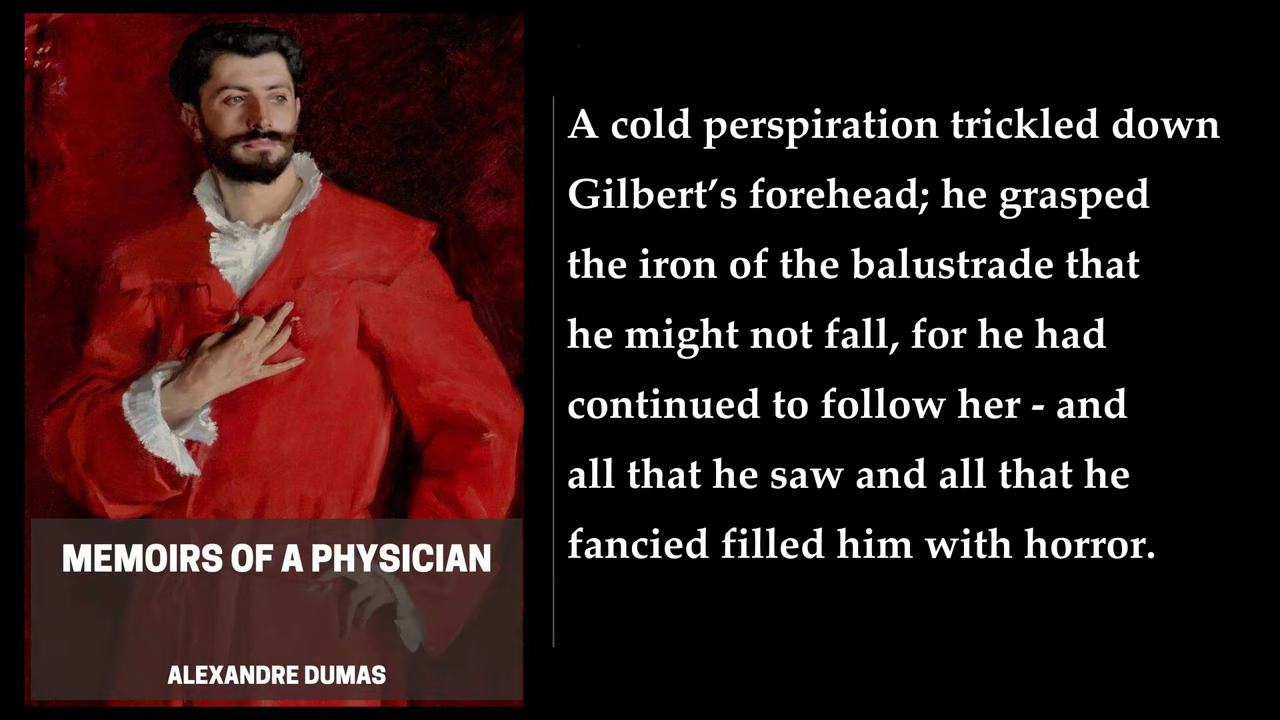 MEMOIRS OF A PHYSICIAN
ALEXANDRE DUMAS
A cold perspiration trickled down
Gilbert’s forehead; he grasped
the iron of the balustrade that
he might not fall, for he had
continued to follow her - and
all that he saw and all that he
fancied filled him with horror.